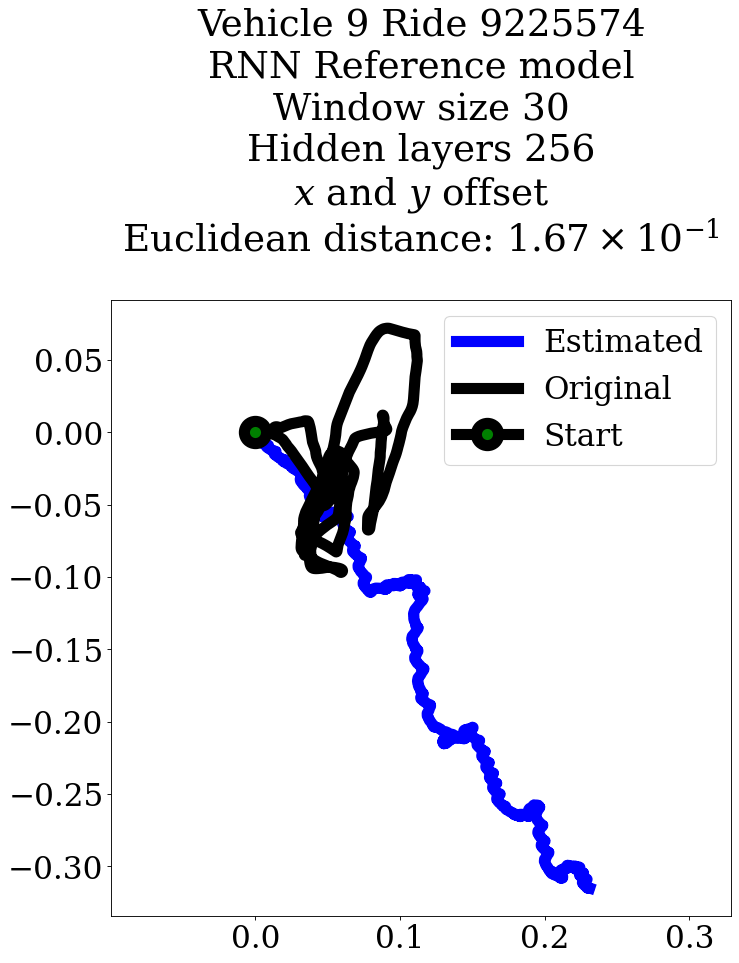 Vehicle 9 Ride 9225574
RNN Reference model
Window size 30
Hidden layers 256
x and y offset
Euclidean distance: 1.67 × 10⁻¹
Estimated
Original
Start
0.05
0.00
−0.05
−0.10
−0.15
−0.20
−0.25
−0.30
0.0 0.1 0.2 0.3